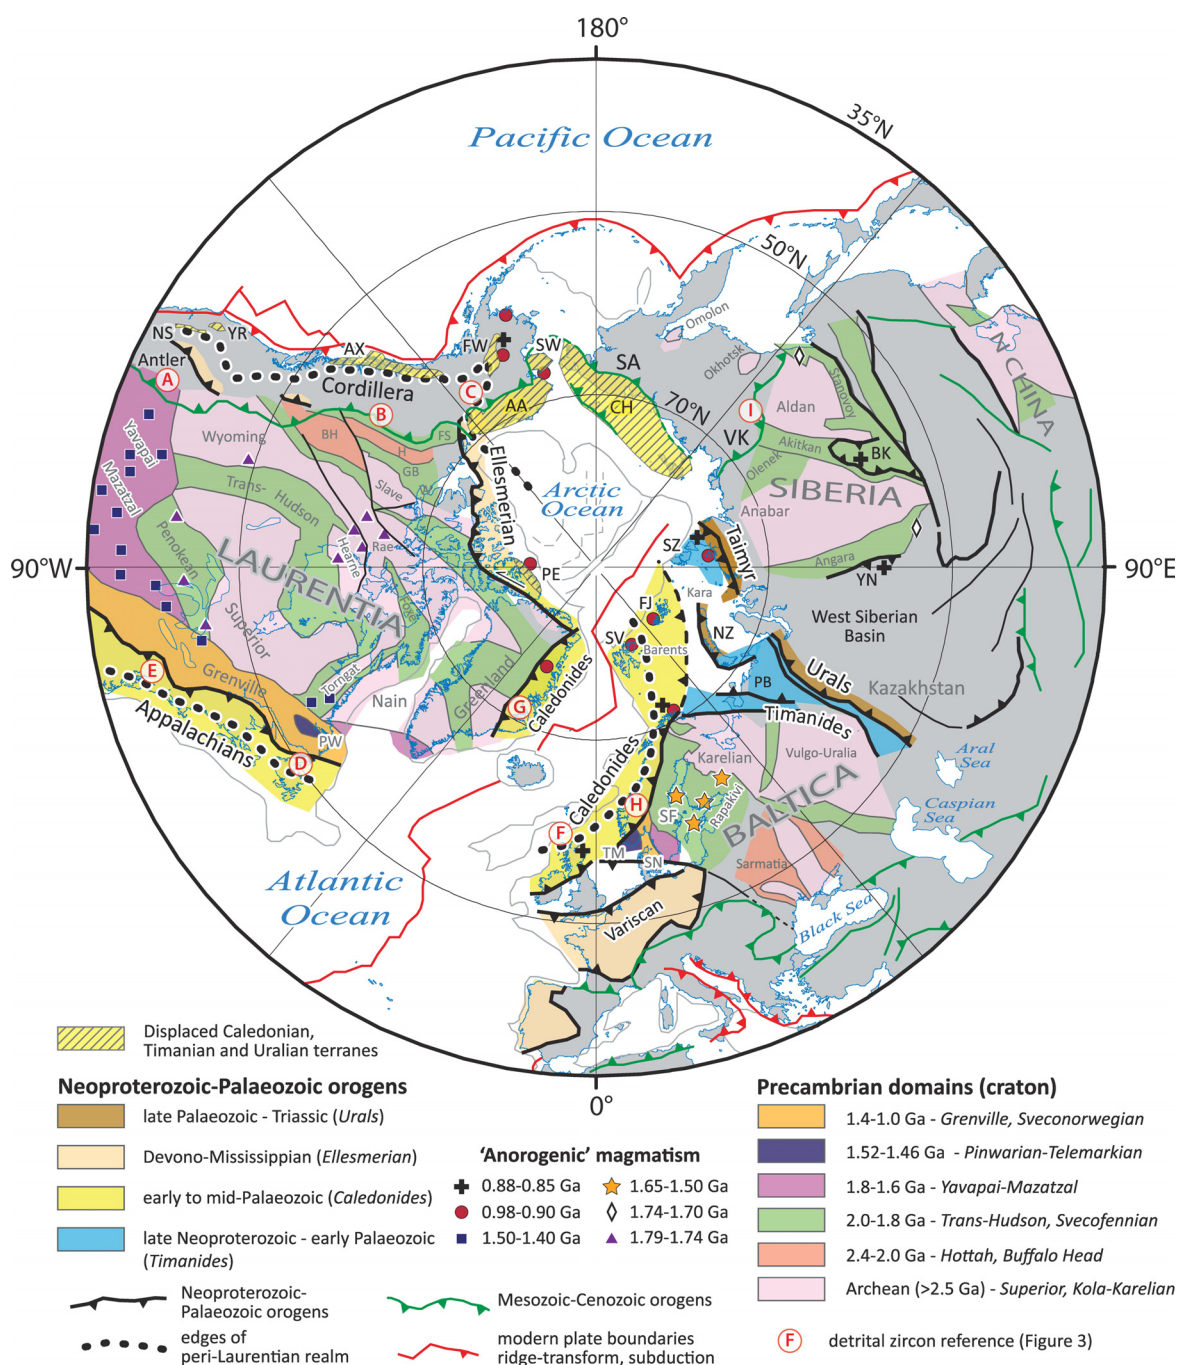 180°
35°N
Pacific Ocean
50°N
Omolon
Okhotsk
N CHINA
NS
YR
AX
FW
SW
SA
Antler
A
Cordillera
C
B
AA
CH
70°N
I
VK
Aldan
Stanovoy
Akitkan
BK
Olenek
SIBERIA
Anabar
Yavapai
Mazatzal
Wyoming
BH
H
FS
GB
Slave
Trans-
Hudson
Ellesmerian
Arctic
Ocean
Penokean
LAURENTIA
Hearne
Rae
Foxe
Superior
PE
SZ
Taimyr
Kara
Angara
YN
90°W
90°E
FJ
SV
Barents
NZ
West Siberian
Basin
PB
Urals
Kazakhstan
Timanides
Grenville
Torngat
Nain
Greenland
Caledonides
G
E
Appalachians
PW
D
Karelian
Vulgo-Uralia
Aral
Sea
Caspian
Sea
BALTICA
Rapakivi
SF
H
Caledonides
F
TM
SN
Sarmatia
Black Sea
Variscan
Atlantic
Ocean
0°
Displaced Caledonian,
Timanian and Uralian terranes
Neoproterozoic-Palaeozoic orogens
late Palaeozoic - Triassic (Urals)
Devono-Mississippian (Ellesmerian)
early to mid-Palaeozoic (Caledonides)
late Neoproterozoic - early Palaeozoic
(Timanides)
‘Anorogenic’ magmatism
0.88-0.85 Ga
0.98-0.90 Ga
1.50-1.40 Ga
1.65-1.50 Ga
1.74-1.70 Ga
1.79-1.74 Ga
Precambrian domains (craton)
1.4-1.0 Ga - Grenville, Sveconorwegian
1.52-1.46 Ga - Pinwarian-Telemarkian
1.8-1.6 Ga - Yavapai-Mazatzal
2.0-1.8 Ga - Trans-Hudson, Svecofennian
2.4-2.0 Ga - Hottah, Buffalo Head
Archean (>2.5 Ga) - Superior, Kola-Karelian
Neoproterozoic-
Palaeozoic orogens
edges of
peri-Laurentian realm
Mesozoic-Cenozoic orogens
modern plate boundaries
ridge-transform, subduction
F
detrital zircon reference (Figure 3)